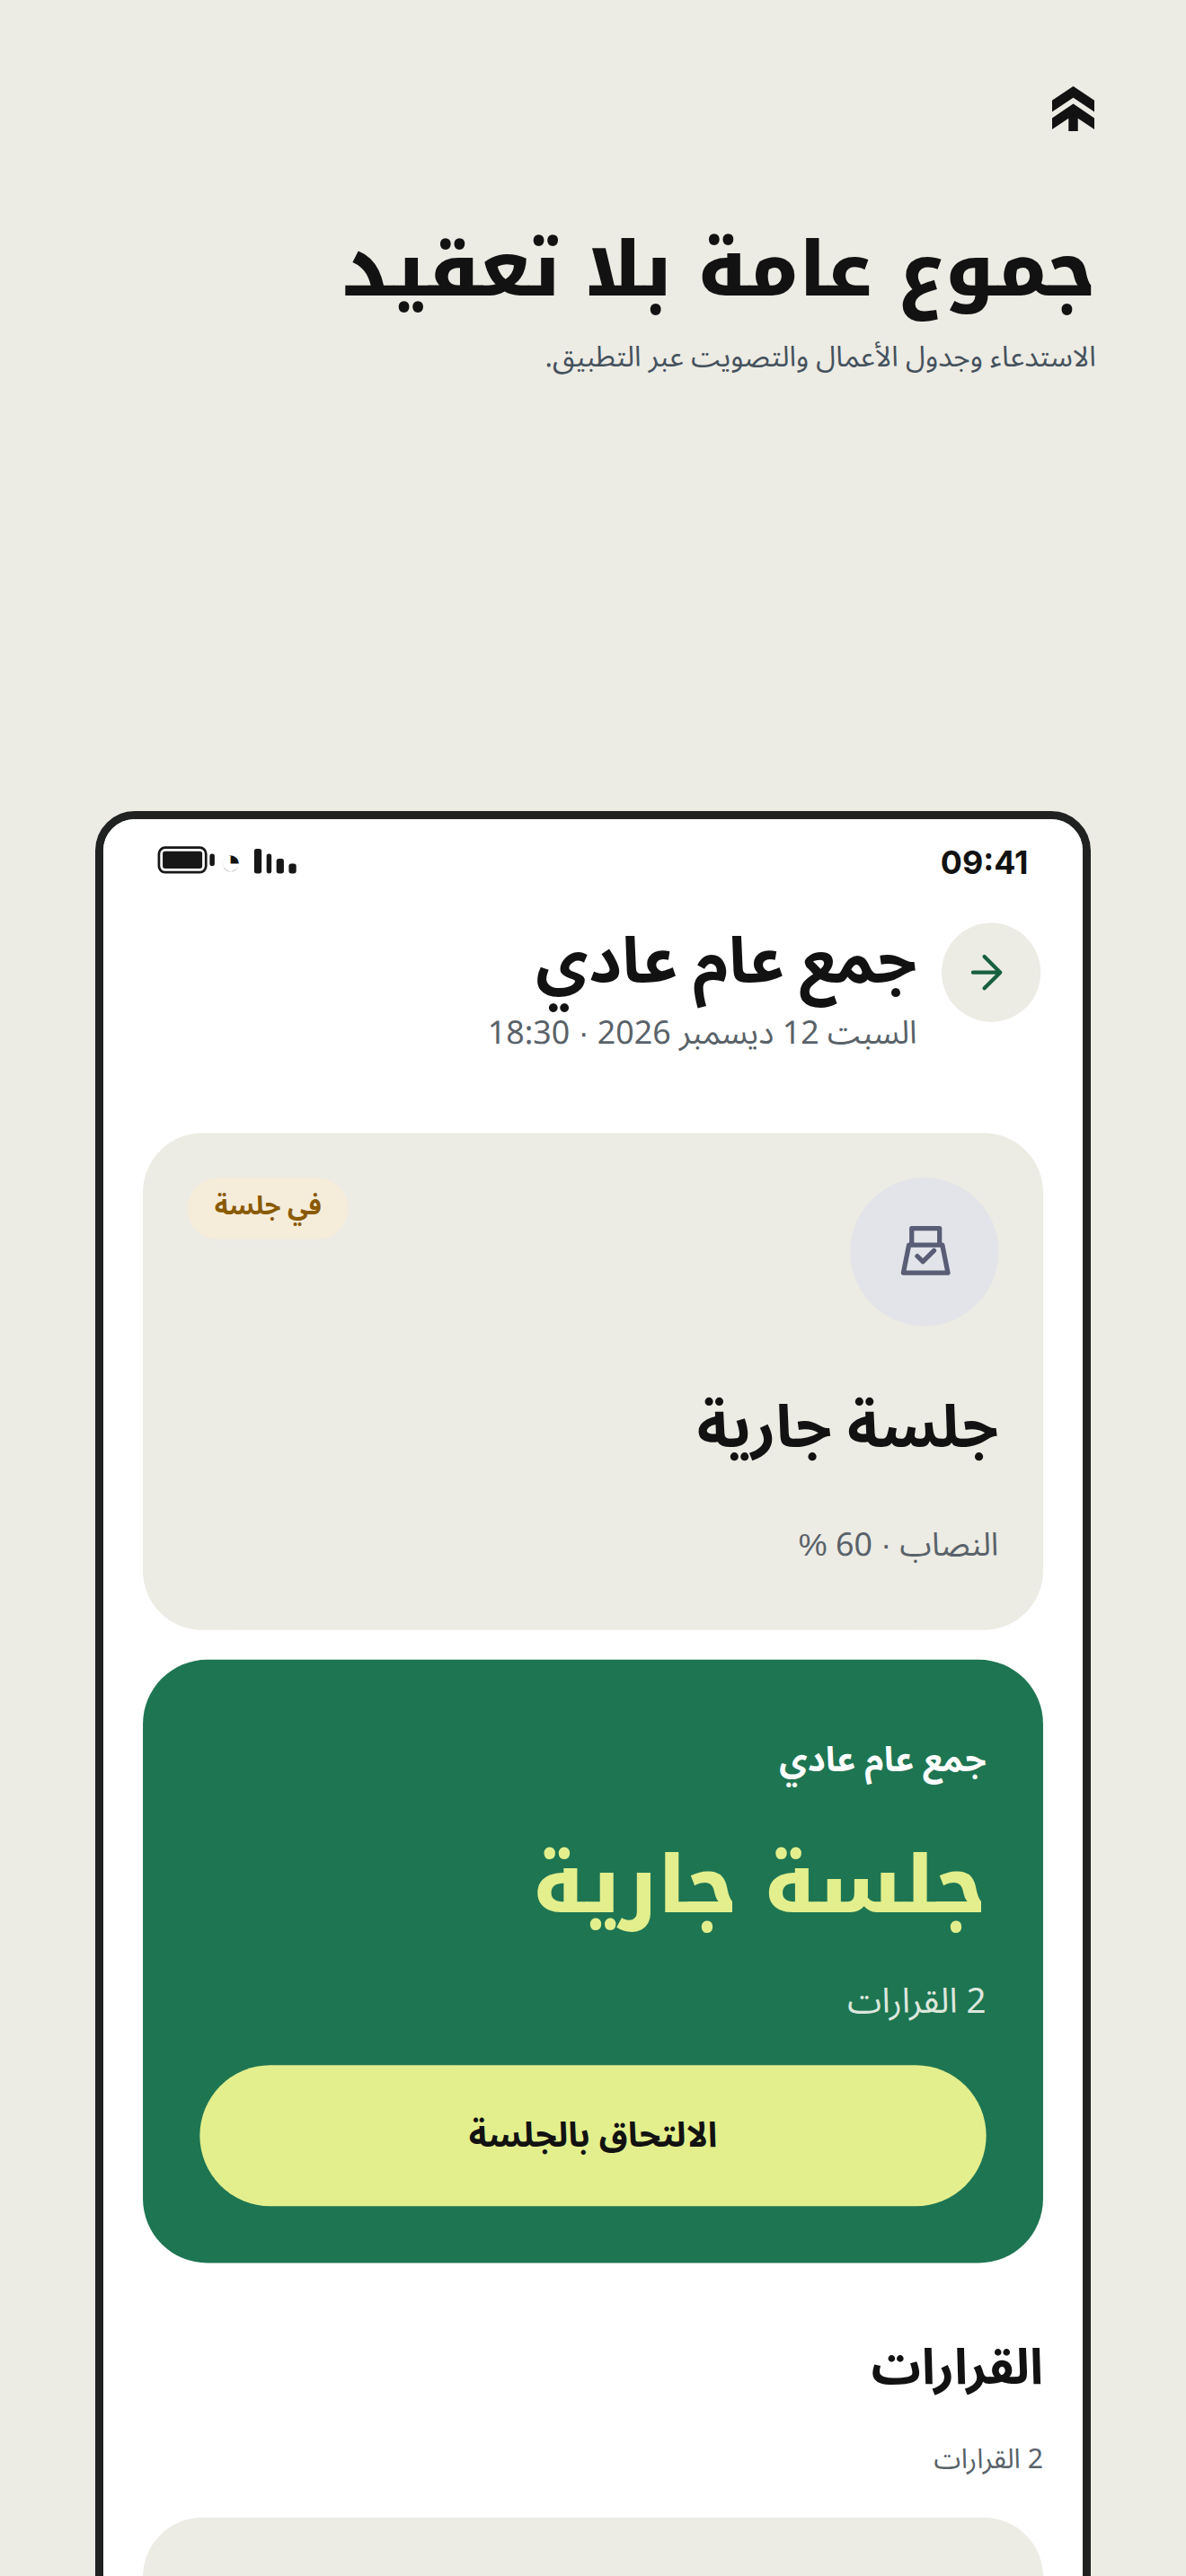 جموع عامة بلا تعقيد
الاستدعاء وجدول الأعمال والتصويت عبر التطبيق.
09:41
جمع عام عادي
السبت 12 ديسمبر 2026 · 18:30
في جلسة
جلسة جارية
النصاب · 60 %
جمع عام عادي
جلسة جارية
2 القرارات
الالتحاق بالجلسة
القرارات
2 القرارات